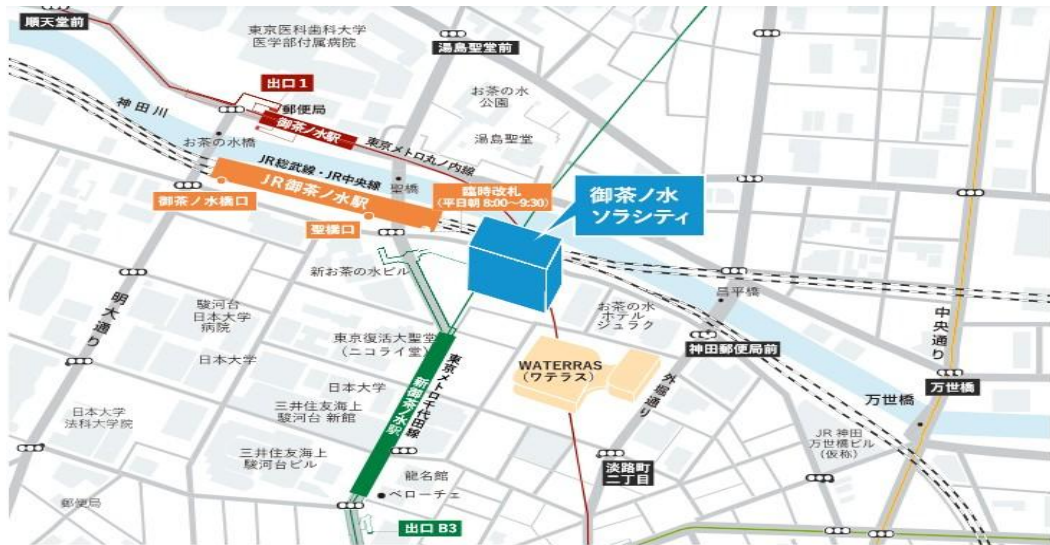 順天堂前
東京医科歯科大学
医学部付属病院
湯島聖堂前
出口1
郵便局
御茶ノ水駅
お茶の水
公園
湯島聖堂
神田川
お茶の水橋
東京メトロ丸ノ内線
JR総武線・JR中央線
JR御茶ノ水駅
聖橋
臨時改札
(平日朝 8:00～9:30)
御茶ノ水
ソラシティ
御茶ノ水橋口
聖橋口
新お茶の水ビル
昌平橋
明大通り
駿河台
日本大学
病院
お茶の水
ホテル
ジュラク
中央通り
東京復活大聖堂
(ニコライ堂)
神田郵便局前
日本大学
WATERRAS
(ワテラス)
外堀通り
万世橋
万世橋
東京メトロ千代田線
新御茶ノ水駅
日本大学
三井住友海上
駿河台 新館
日本大学
法科大学院
JR 神田
万世橋ビル
(仮称)
三井住友海上
駿河台ビル
淡路町
二丁目
龍名館
ベローチェ
郵便局
出口 B3